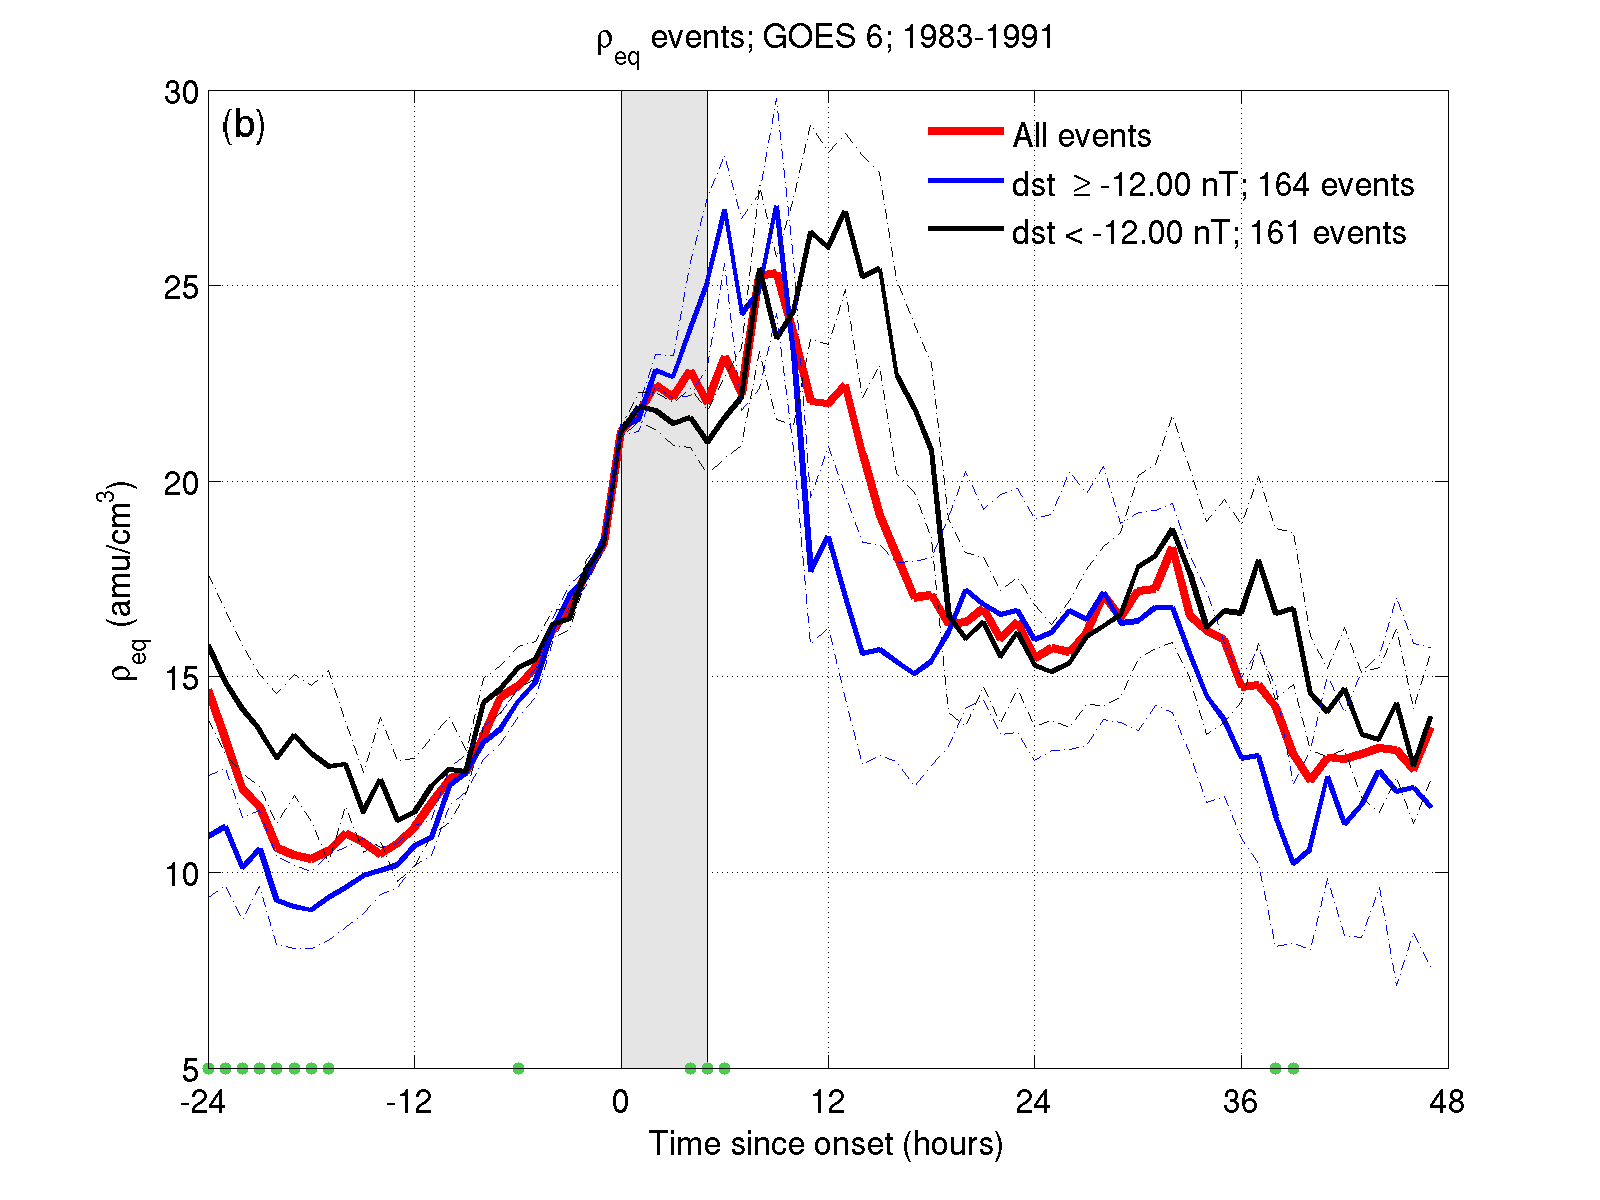 ρeq events; GOES 6; 1983-1991
(b)
All events
dst ≥ -12.00 nT; 164 events
dst < -12.00 nT; 161 events
30
25
20
15
10
5
ρeq (amu/cm³)
-24 -12 0 12 24 36 48
Time since onset (hours)